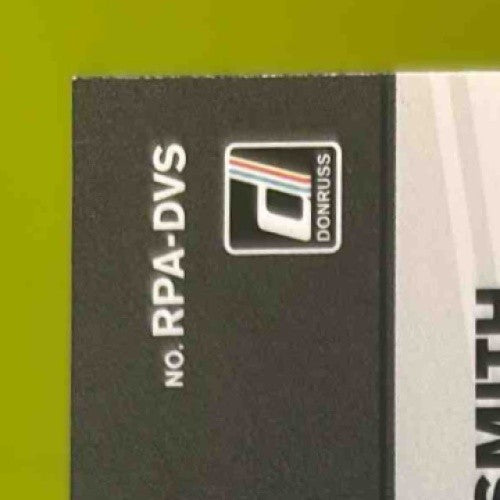 NO. RPA-DVS
DONRUSS
SMITH